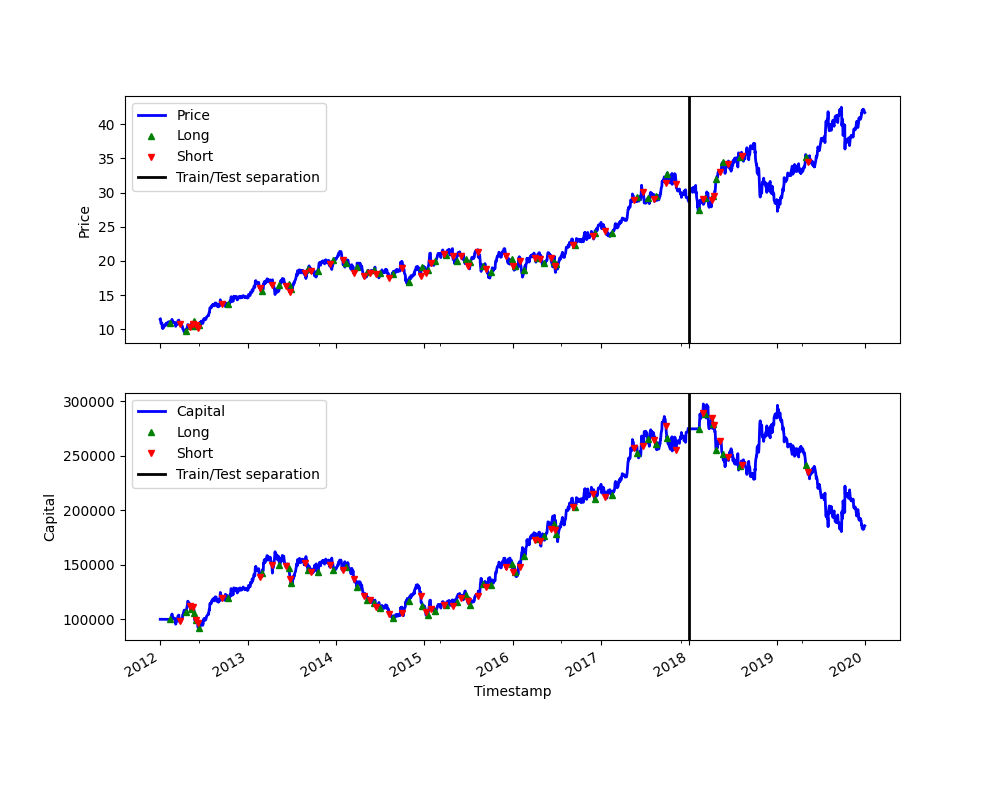 Price
Long
Short
Train/Test separation
40
35
30
25
20
15
10
Price
Capital
Long
Short
Train/Test separation
300000
250000
200000
150000
100000
Capital
2012 2013 2014 2015 2016 2017 2018 2019 2020
Timestamp